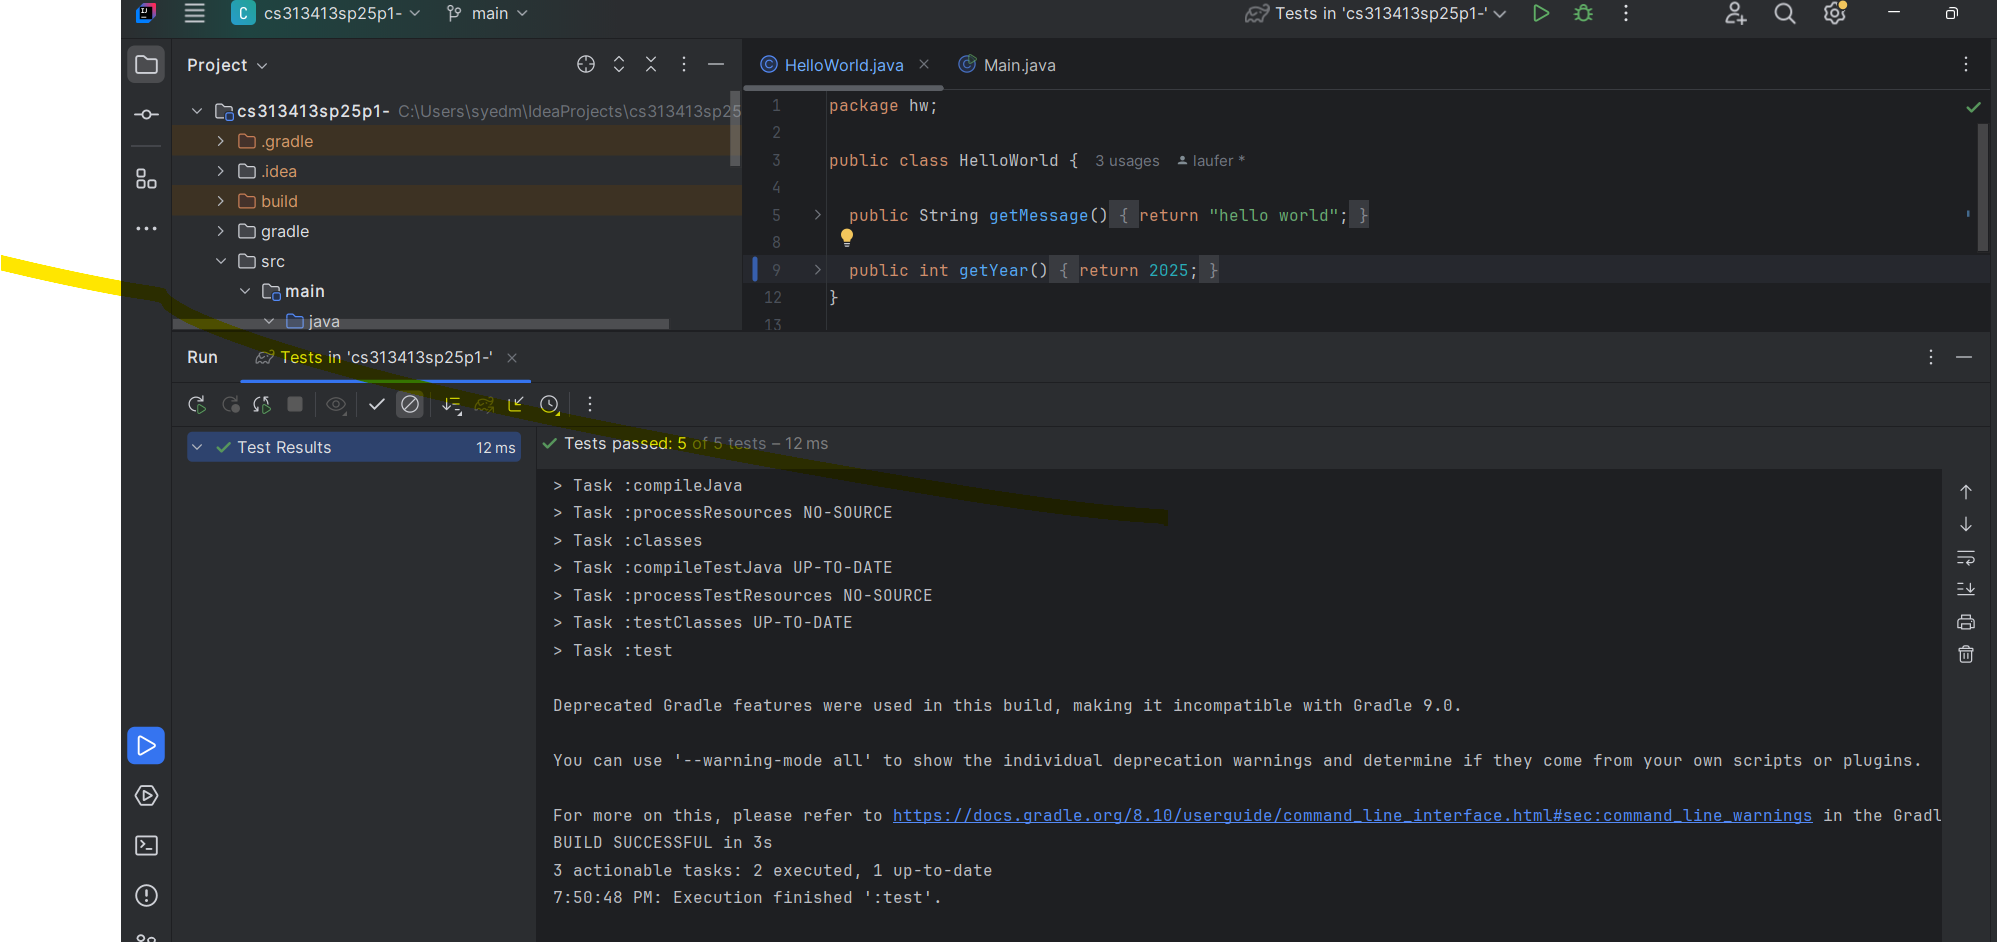 C cs313413sp25p1- main Tests in 'cs313413sp25p1-'
Project
HelloWorld.java
Main.java
cs313413sp25p1- C:\Users\syedm\IdeaProjects\cs313413sp25
.gradle
.idea
build
gradle
src
main
java
1 package hw;
2
3 public class HelloWorld { 3 usages laufer *
4
5 public String getMessage() { return "hello world"; }
8
9 public int getYear() { return 2025; }
12 }
13
Run Tests in 'cs313413sp25p1-'
Test Results 12 ms
Tests passed: 5 of 5 tests – 12 ms
> Task :compileJava
> Task :processResources NO-SOURCE
> Task :classes
> Task :compileTestJava UP-TO-DATE
> Task :processTestResources NO-SOURCE
> Task :testClasses UP-TO-DATE
> Task :test
Deprecated Gradle features were used in this build, making it incompatible with Gradle 9.0.
You can use '--warning-mode all' to show the individual deprecation warnings and determine if they come from your own scripts or plugins.
For more on this, please refer to https://docs.gradle.org/8.10/userguide/command_line_interface.html#sec:command_line_warnings in the Gradl
BUILD SUCCESSFUL in 3s
3 actionable tasks: 2 executed, 1 up-to-date
7:50:48 PM: Execution finished ':test'.